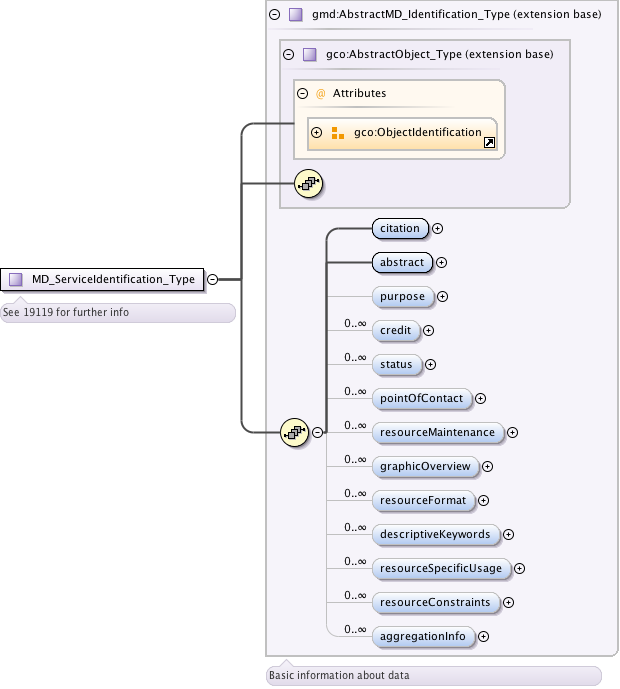 gmd:AbstractMD_Identification_Type (extension base)
gco:AbstractObject_Type (extension base)
@ Attributes
gco:ObjectIdentification
citation
abstract
MD_ServiceIdentification_Type
See 19119 for further info
purpose
0..∞ credit
0..∞ status
0..∞ pointOfContact
0..∞ resourceMaintenance
0..∞ graphicOverview
0..∞ resourceFormat
0..∞ descriptiveKeywords
0..∞ resourceSpecificUsage
0..∞ resourceConstraints
0..∞ aggregationInfo
Basic information about data